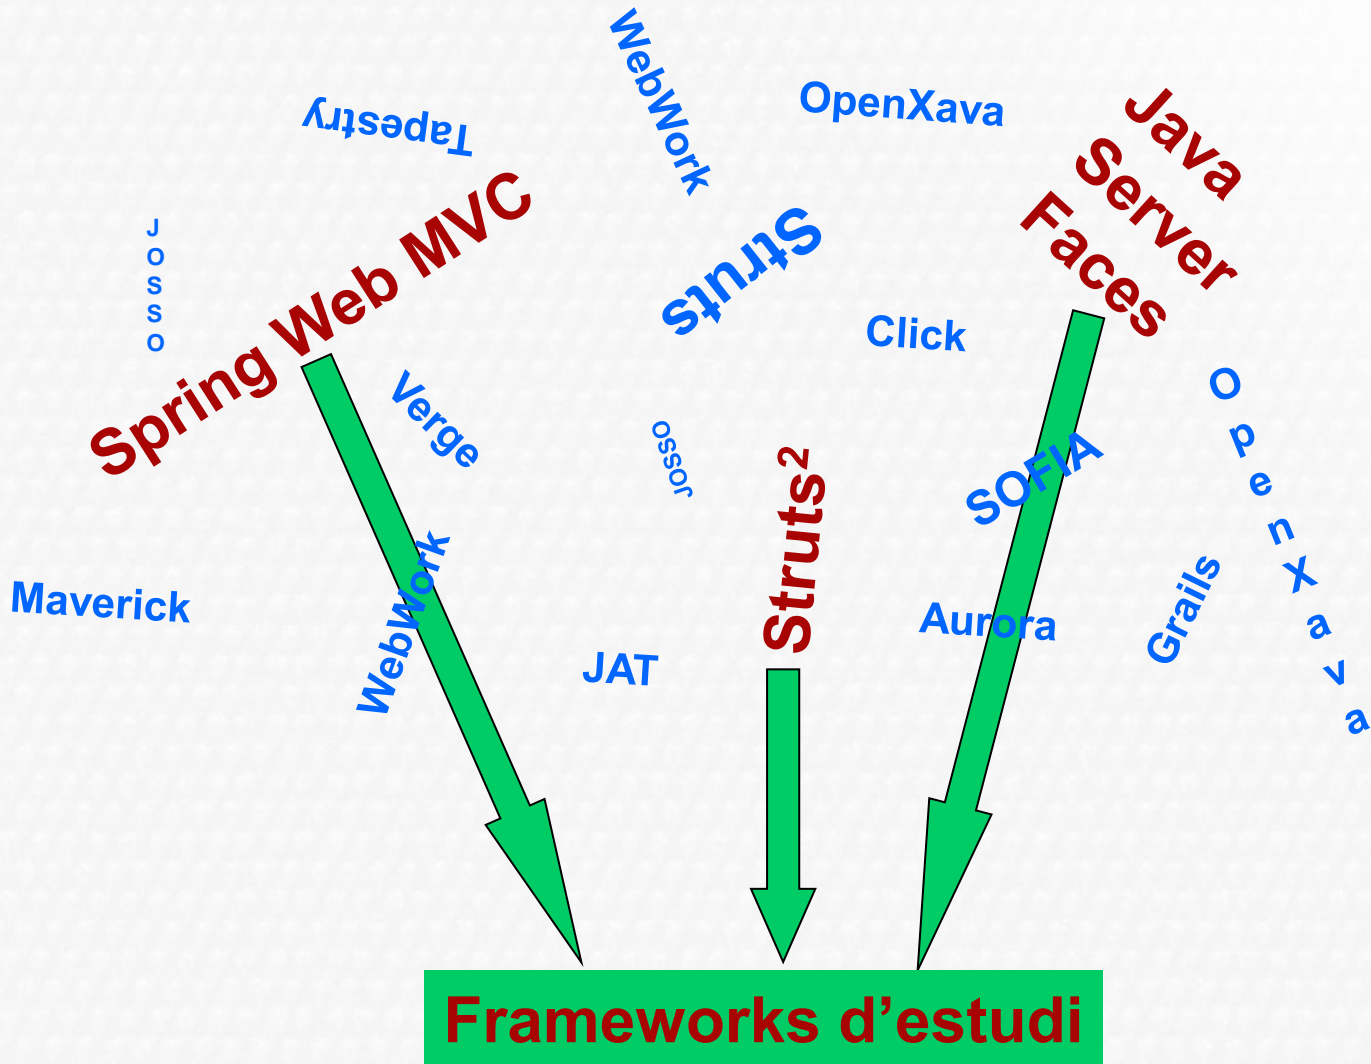 WebWork
OpenXava
Tapestry
Java
Server
Faces
Spring Web MVC
JOSSO
Struts
Click
Verge
JOSSO
Struts2
SOFIA
OpenXava
WebWork
Maverick
Grails
Aurora
JAT
Frameworks d’estudi